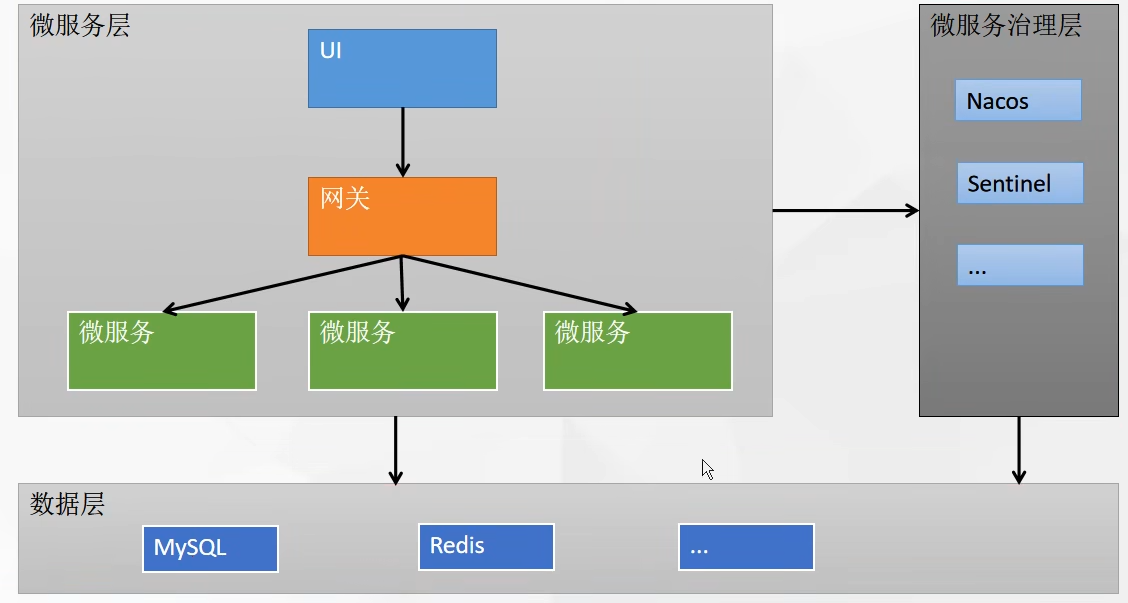 微服务层
UI
网关
微服务
微服务
微服务
微服务治理层
Nacos
Sentinel
...
数据层
MySQL
Redis
...